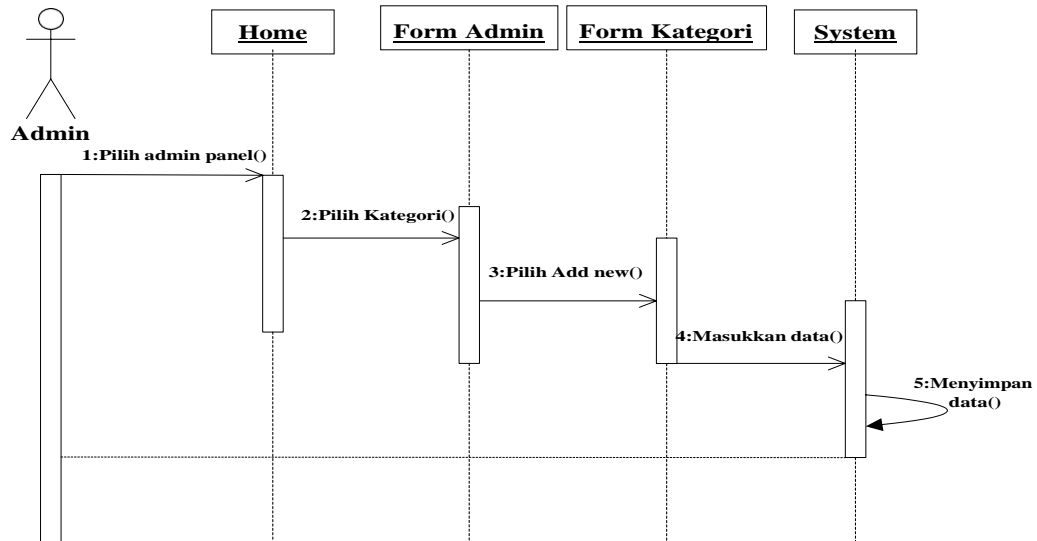 Home
Form Admin
Form Kategori
System
Admin
1:Pilih admin panel()
2:Pilih Kategori()
3:Pilih Add new()
4:Masukkan data()
5:Menyimpan
data()